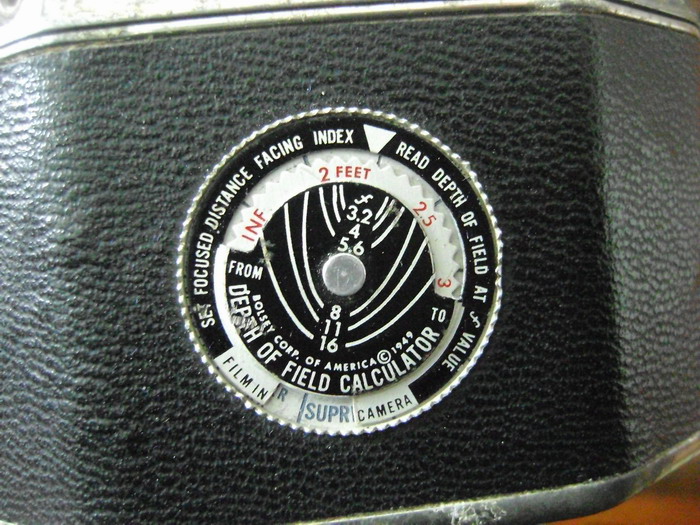 SET FOCUSED DISTANCE FACING INDEX
READ DEPTH OF FIELD AT f VALUE
INF
2 FEET
2.5
3
f
3.2
4
5.6
8
11
16
FROM
TO
BOLSEY CORP. OF AMERICA © 1949
DEPTH OF FIELD CALCULATOR
FILM IN
R
SUPR
CAMERA